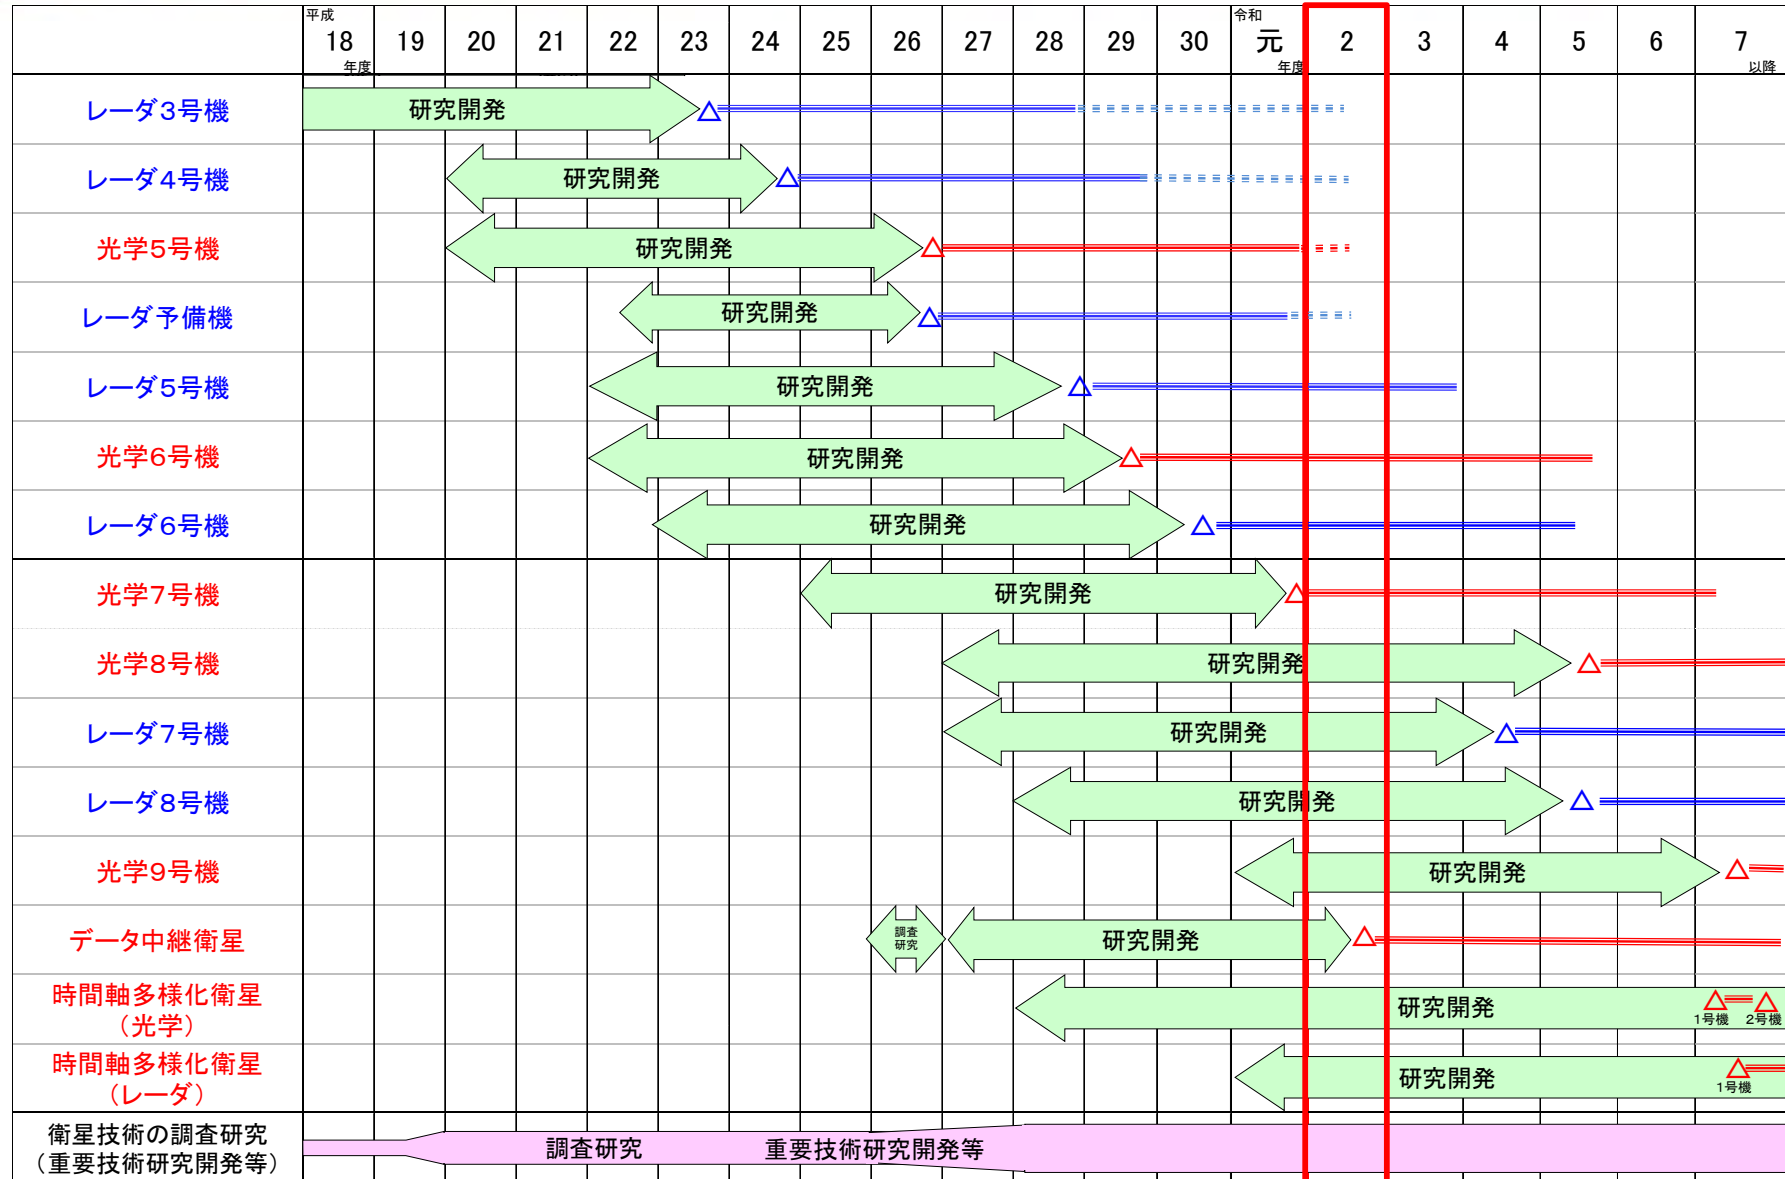 平成
令和
18 19 20 21 22 23 24 25 26 27 28 29 30 元 2 3 4 5 6 7
年度
年度
以降
レーダ3号機
研究開発
レーダ4号機
研究開発
光学5号機
研究開発
レーダ予備機
研究開発
レーダ5号機
研究開発
光学6号機
研究開発
レーダ6号機
研究開発
光学7号機
研究開発
光学8号機
研究開発
レーダ7号機
研究開発
レーダ8号機
研究開発
光学9号機
研究開発
データ中継衛星
調査
研究
研究開発
時間軸多様化衛星
（光学）
研究開発
1号機 2号機
時間軸多様化衛星
（レーダ）
研究開発
1号機
衛星技術の調査研究
（重要技術研究開発等）
調査研究 重要技術研究開発等